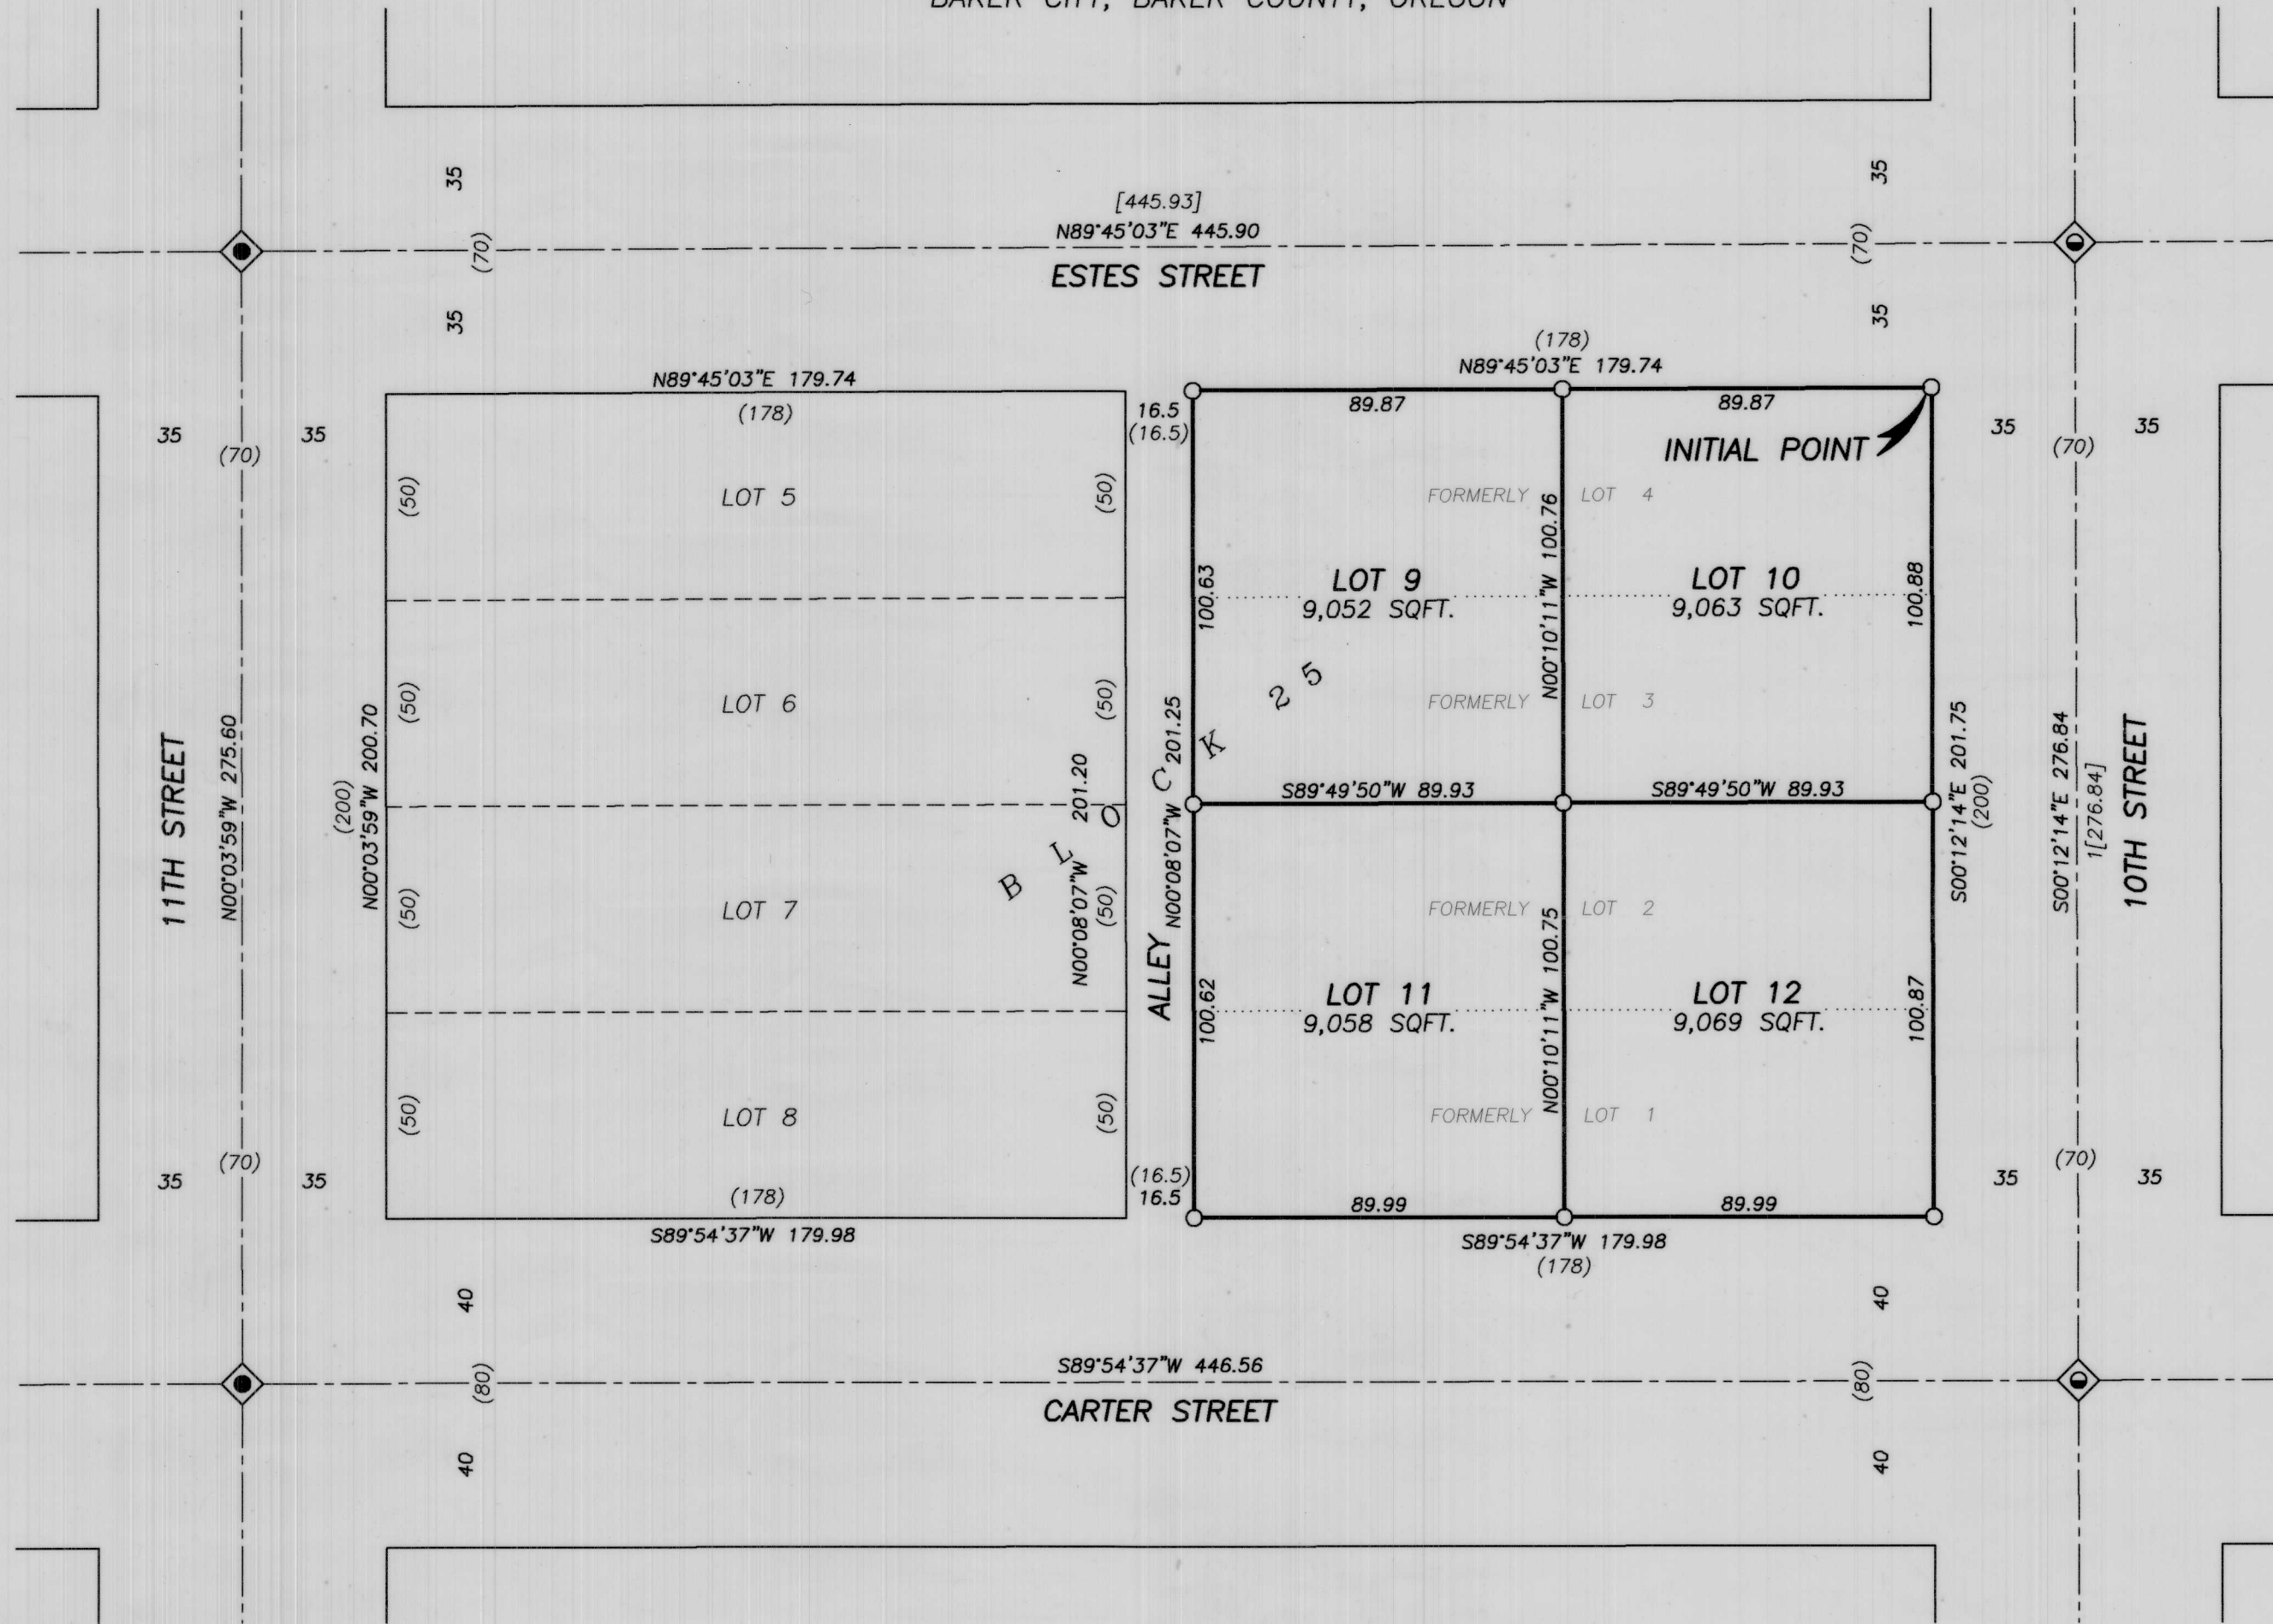 BAKER CITY, BAKER COUNTY, OREGON
35
35
[445.93]
N89°45'03"E 445.90
(70)
(70)
ESTES STREET
35
35
(178)
N89°45'03"E 179.74
N89°45'03"E 179.74
(178)
16.5
(16.5)
89.87
89.87
INITIAL POINT
35
(70)
35
35
(70)
35
(50)
LOT 5
(50)
FORMERLY LOT 4
N00°10'11"W 100.76
100.63
LOT 9
9,052 SQFT.
LOT 10
9,063 SQFT.
100.88
(50)
LOT 6
(50)
FORMERLY LOT 3
BLOCK 25
11TH STREET
N00°03'59"W 275.60
(200)
N00°03'59"W 200.70
N00°08'07"W 201.20
N00°08'07"W 201.25
ALLEY
S89°49'50"W 89.93
S89°49'50"W 89.93
S00°12'14"E 201.75
(200)
S00°12'14"E 276.84
1[276.84]
10TH STREET
(50)
LOT 7
(50)
FORMERLY LOT 2
N00°10'11"W 100.75
100.62
LOT 11
9,058 SQFT.
LOT 12
9,069 SQFT.
100.87
(50)
LOT 8
(50)
FORMERLY LOT 1
35
(70)
35
(178)
(16.5)
16.5
89.99
89.99
35
(70)
35
S89°54'37"W 179.98
S89°54'37"W 179.98
(178)
40
40
S89°54'37"W 446.56
(80)
(80)
CARTER STREET
40
40